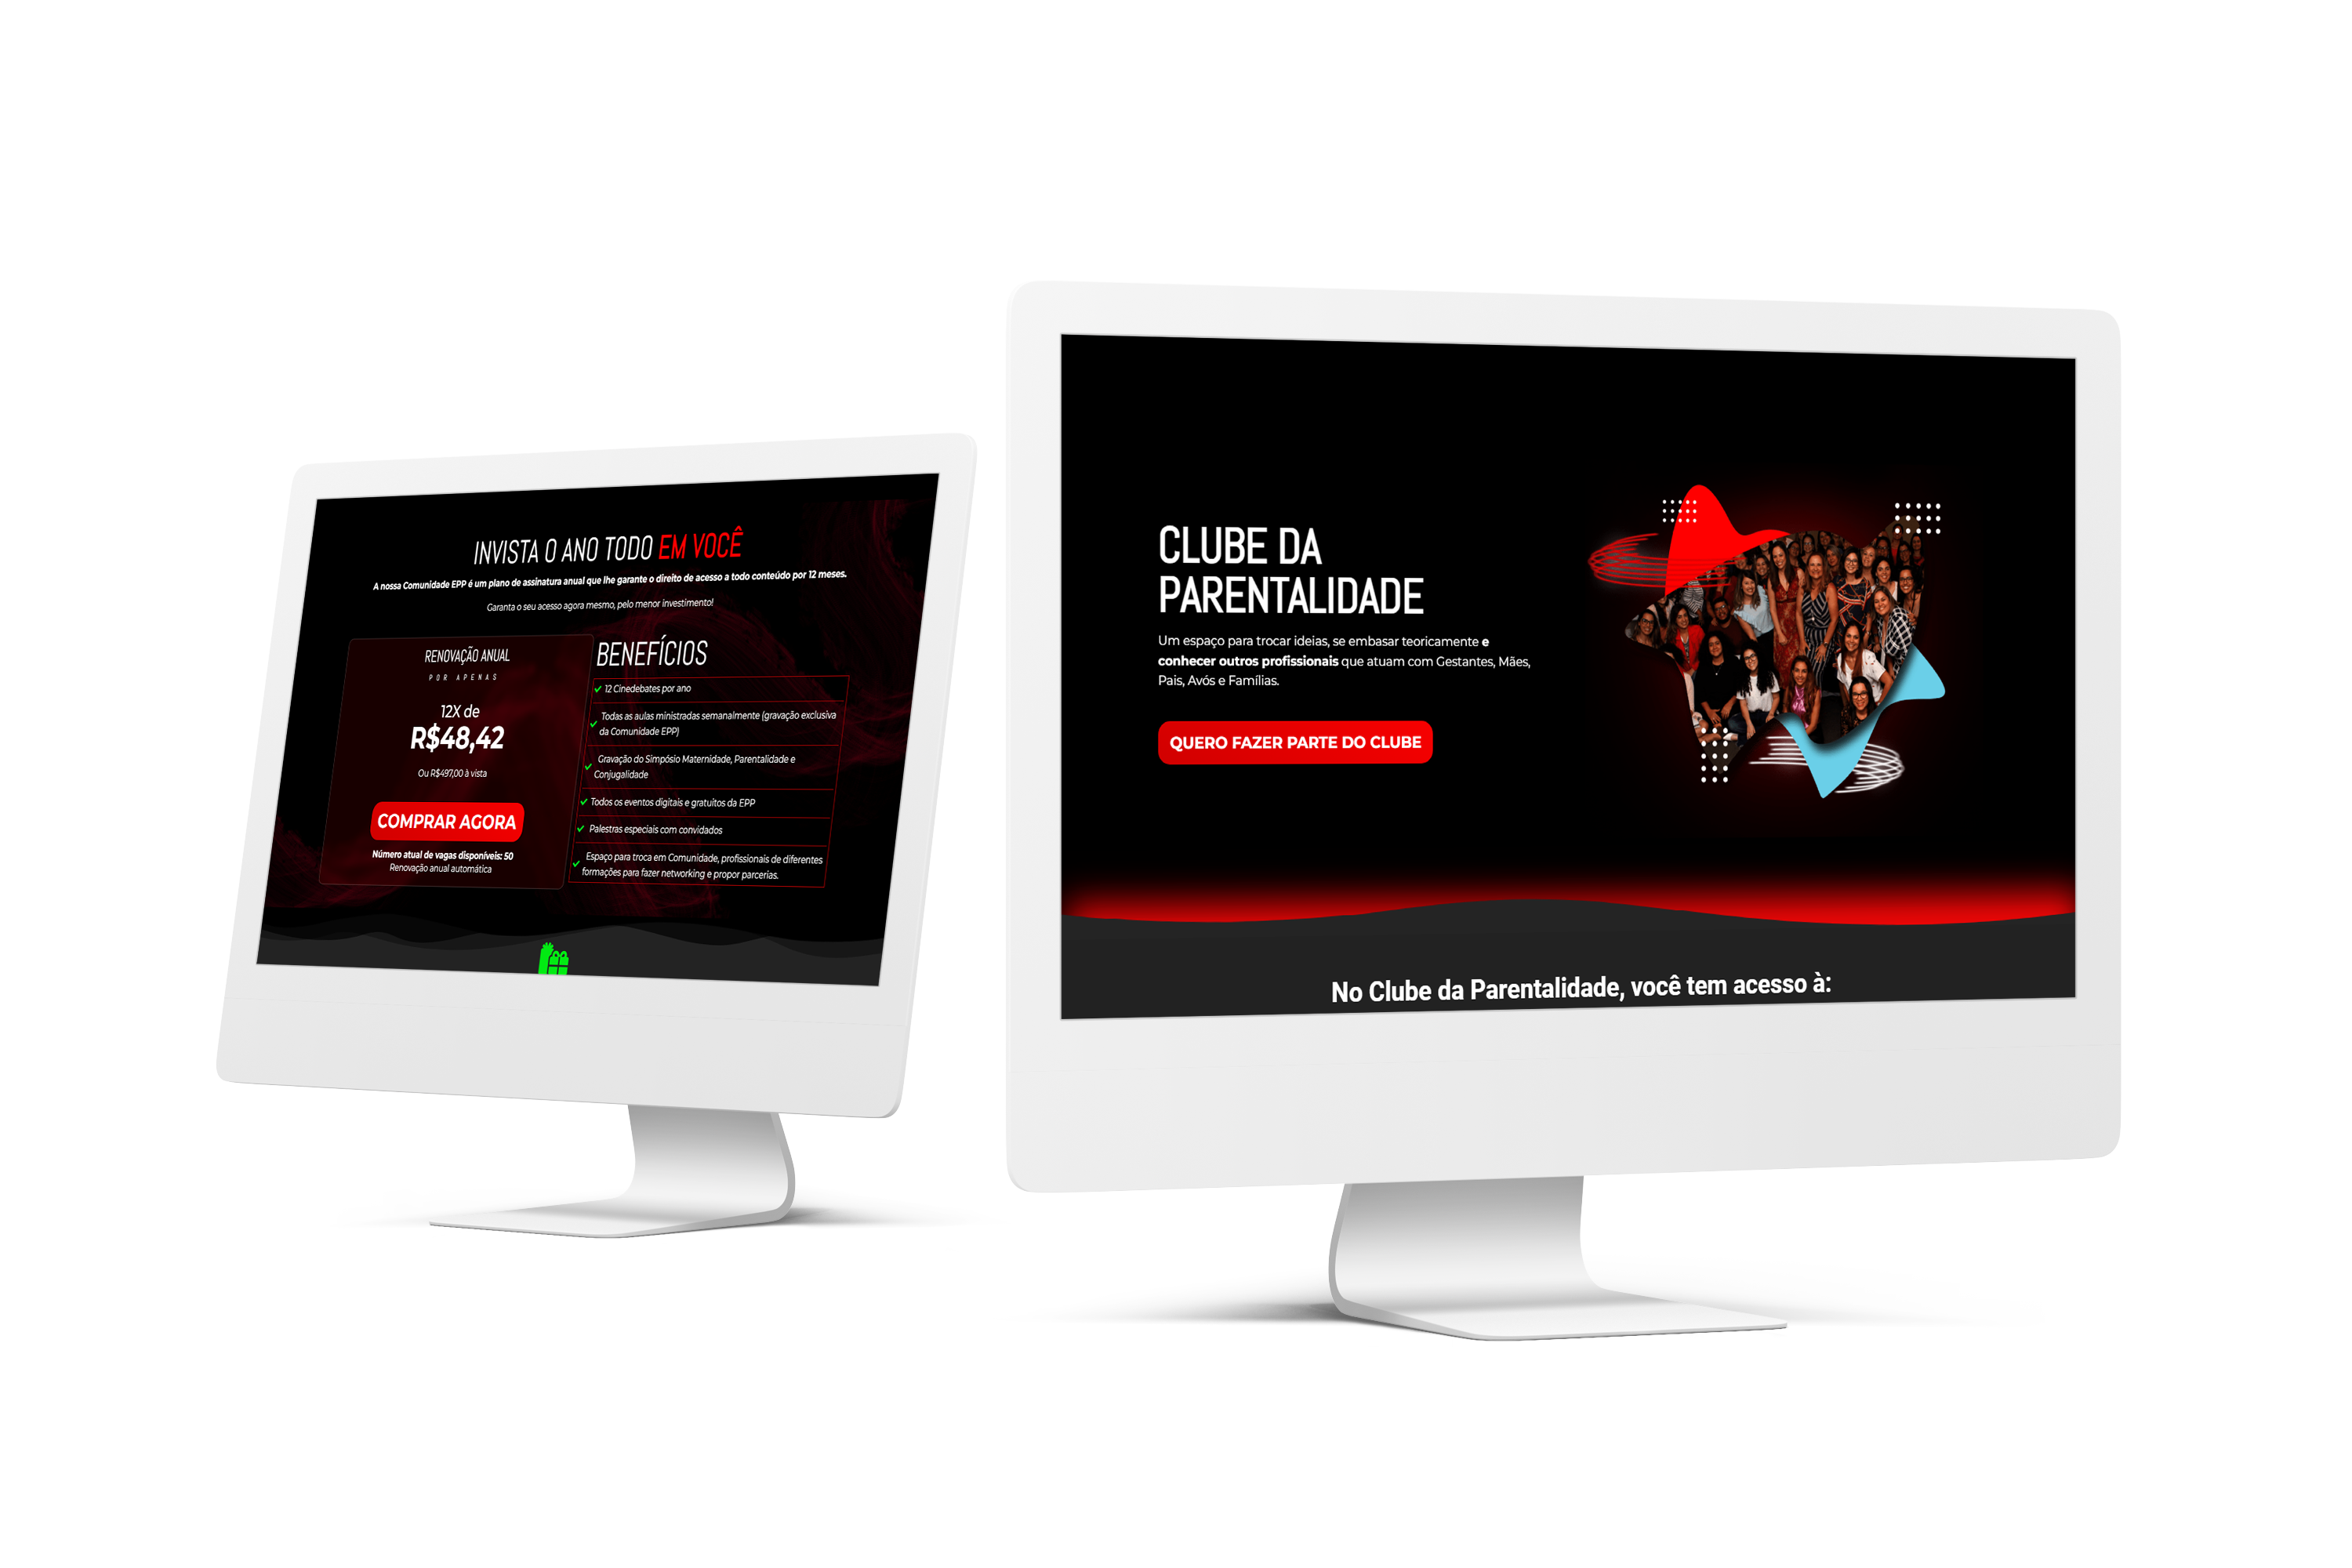 INVISTA O ANO TODO EM VOCÊ
A nossa Comunidade EPP é um plano de assinatura anual que lhe garante o direito de acesso a todo conteúdo por 12 meses.
Garanta o seu acesso agora mesmo, pelo menor investimento!
RENOVAÇÃO ANUAL
POR APENAS
12X de
R$48,42
Ou R$497,00 à vista
COMPRAR AGORA
Número atual de vagas disponíveis: 50
Renovação anual automática
BENEFÍCIOS
12 Cinedebates por ano
Todas as aulas ministradas semanalmente (gravação exclusiva
da Comunidade EPP)
Gravação do Simpósio Maternidade, Parentalidade e
Conjugalidade
Todos os eventos digitais e gratuitos da EPP
Palestras especiais com convidados
Espaço para troca em Comunidade, profissionais de diferentes
formações para fazer networking e propor parcerias.
CLUBE DA
PARENTALIDADE
Um espaço para trocar ideias, se embasar teoricamente e
conhecer outros profissionais que atuam com Gestantes, Mães,
Pais, Avós e Famílias.
QUERO FAZER PARTE DO CLUBE
No Clube da Parentalidade, você tem acesso à: